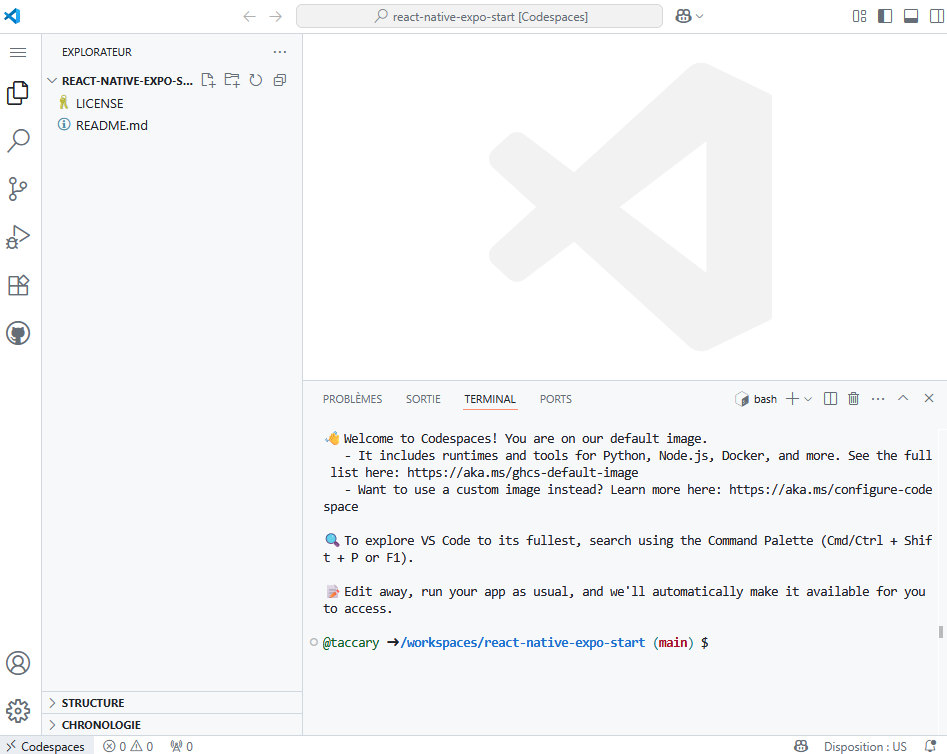 react-native-expo-start [Codespaces]
EXPLORATEUR
REACT-NATIVE-EXPO-S...
LICENSE
README.md
PROBLÈMES
SORTIE
TERMINAL
PORTS
bash
👋 Welcome to Codespaces! You are on our default image.
- It includes runtimes and tools for Python, Node.js, Docker, and more. See the full
list here: https://aka.ms/ghcs-default-image
- Want to use a custom image instead? Learn more here: https://aka.ms/configure-code
space
🔍 To explore VS Code to its fullest, search using the Command Palette (Cmd/Ctrl + Shif
t + P or F1).
📝 Edit away, run your app as usual, and we'll automatically make it available for you
to access.
@taccary ➜/workspaces/react-native-expo-start (main) $
STRUCTURE
CHRONOLOGIE
Codespaces
0
0
0
Disposition : US